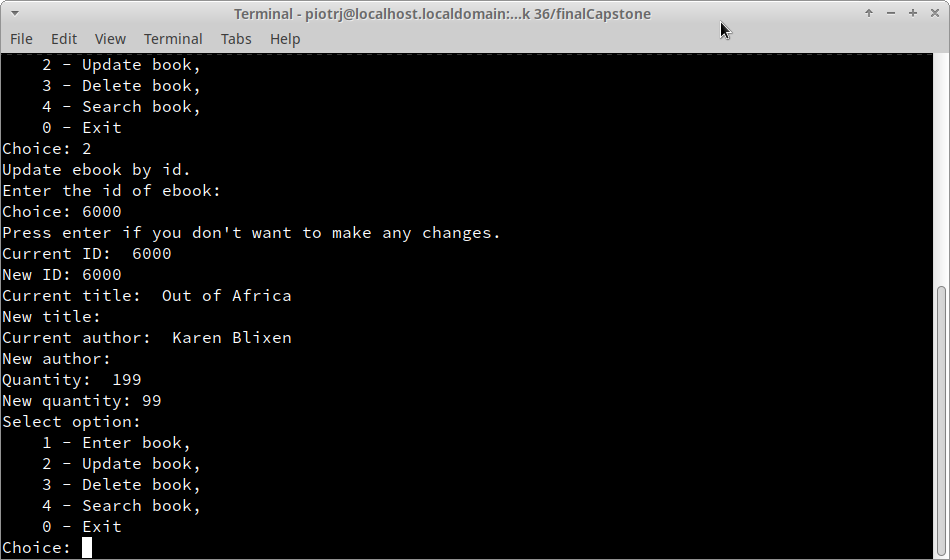 Terminal - piotrj@localhost.localdomain:...k 36/finalCapstone
File Edit View Terminal Tabs Help
2 - Update book,
3 - Delete book,
4 - Search book,
0 - Exit
Choice: 2
Update ebook by id.
Enter the id of ebook:
Choice: 6000
Press enter if you don't want to make any changes.
Current ID:  6000
New ID: 6000
Current title:  Out of Africa
New title:
Current author:  Karen Blixen
New author:
Quantity:  199
New quantity: 99
Select option:
1 - Enter book,
2 - Update book,
3 - Delete book,
4 - Search book,
0 - Exit
Choice: